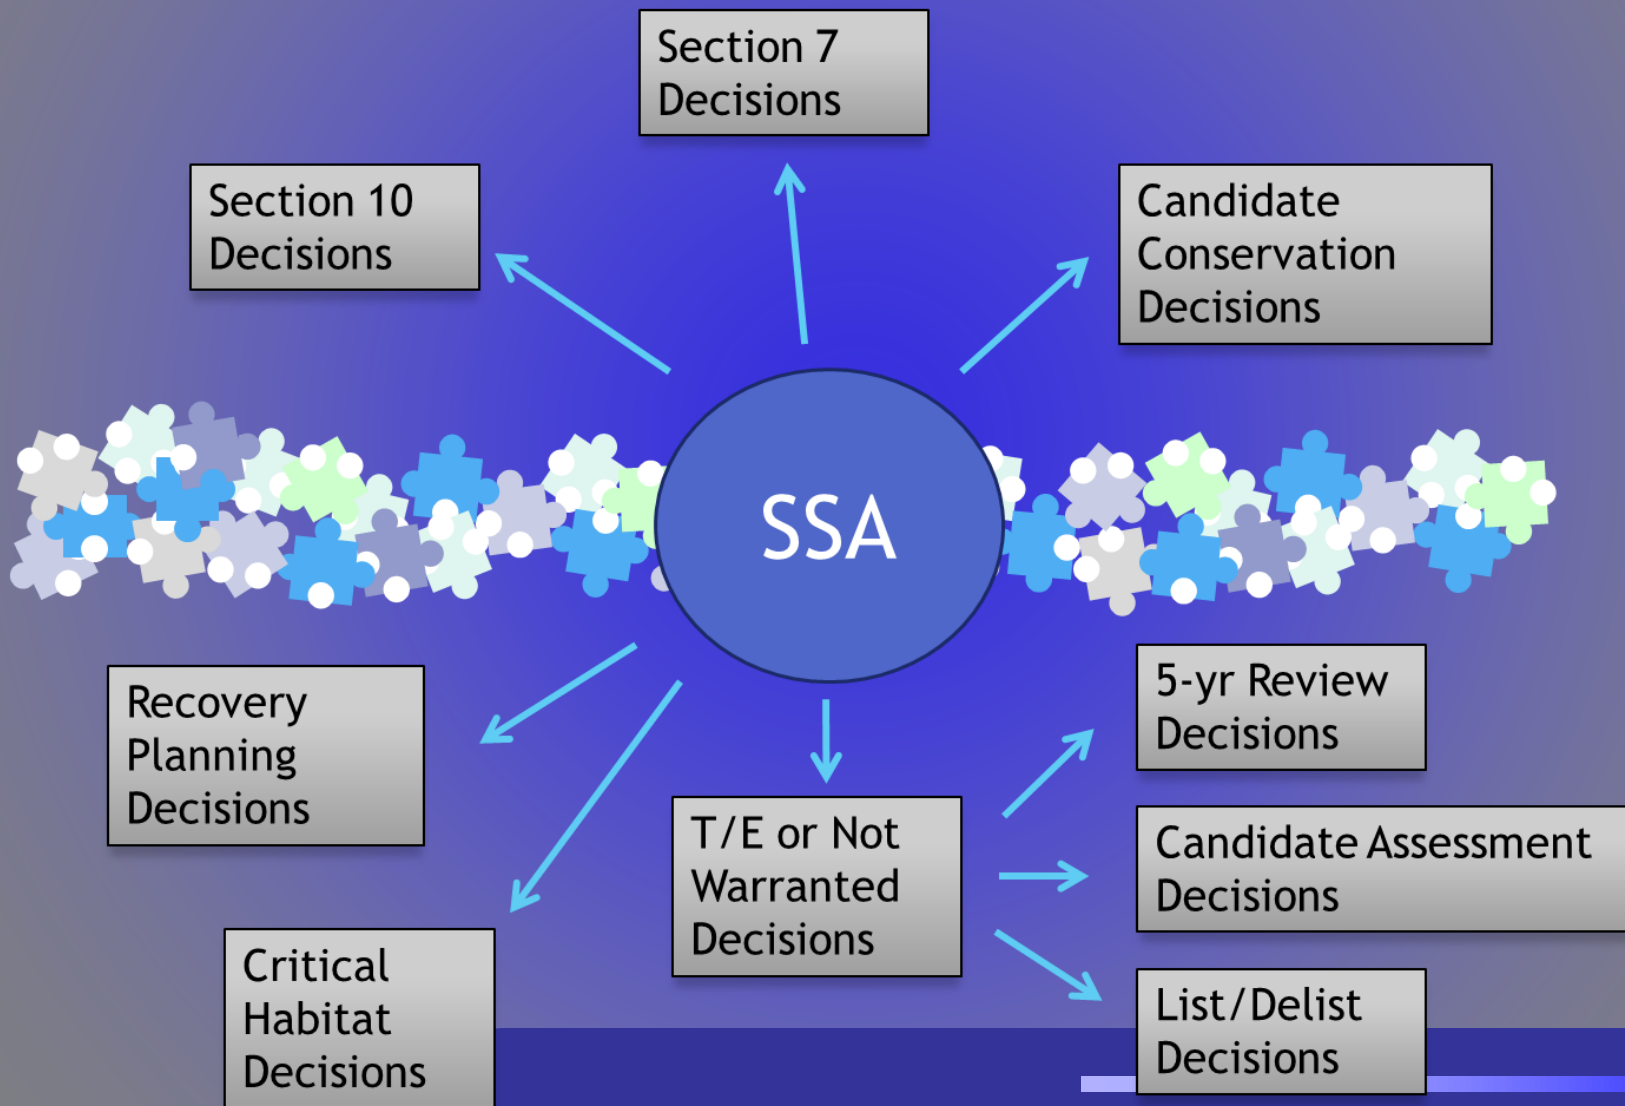 Section 7
Decisions
Section 10
Decisions
Candidate
Conservation
Decisions
SSA
Recovery
Planning
Decisions
5-yr Review
Decisions
T/E or Not
Warranted
Decisions
Candidate Assessment
Decisions
Critical
Habitat
Decisions
List/Delist
Decisions